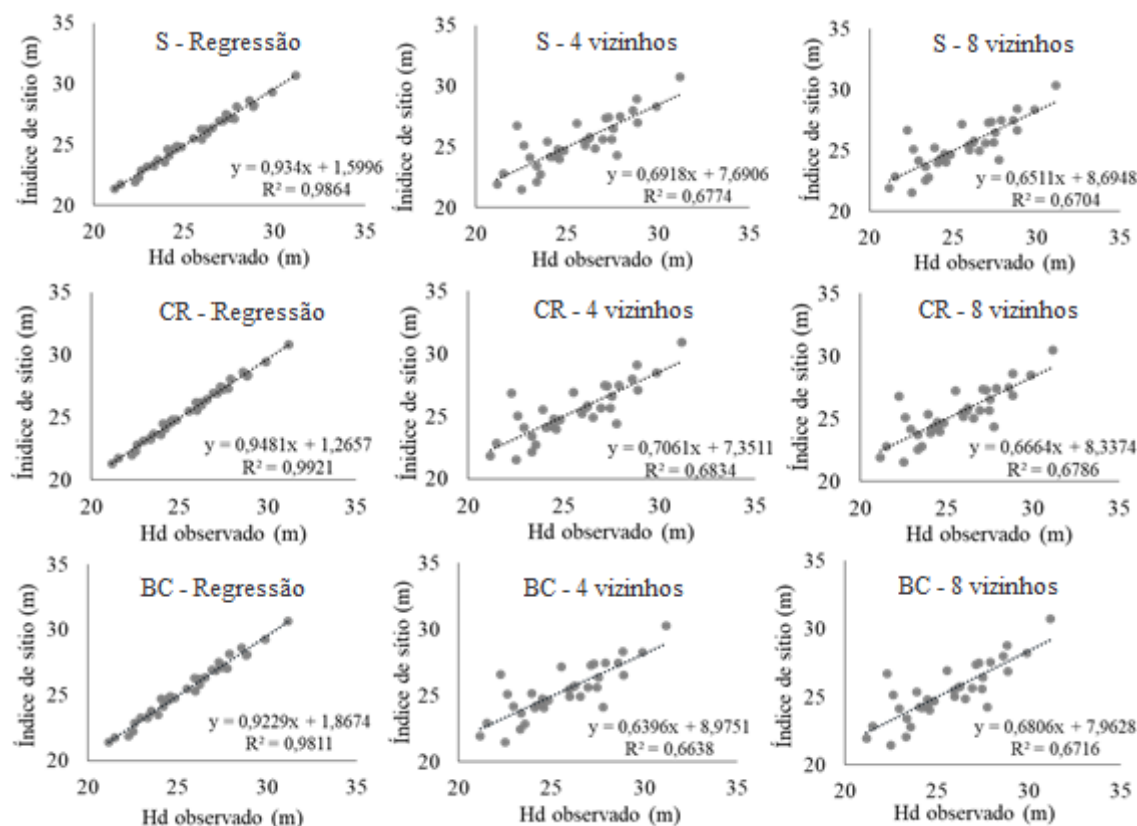 S - Regressão
Ínidice de sítio (m)
35
30
25
20
y = 0,934x + 1,5996
R² = 0,9864
20 25 30 35
Hd observado (m)
S - 4 vizinhos
Índice de sítio (m)
35
30
25
20
y = 0,6918x + 7,6906
R² = 0,6774
20 25 30 35
Hd observado (m)
S - 8 vizinhos
Índice de sítio (m)
35
30
25
20
y = 0,6511x + 8,6948
R² = 0,6704
20 25 30 35
Hd observado (m)
CR - Regressão
Índice de sítio (m)
35
30
25
20
y = 0,9481x + 1,2657
R² = 0,9921
20 25 30 35
Hd observado (m)
CR - 4 vizinhos
Índice de sítio (m)
35
30
25
20
y = 0,7061x + 7,3511
R² = 0,6834
20 25 30 35
Hd observado (m)
CR - 8 vizinhos
Índice de sítio (m)
35
30
25
20
y = 0,6664x + 8,3374
R² = 0,6786
20 25 30 35
Hd observado (m)
BC - Regressão
Índice de sítio (m)
35
30
25
20
y = 0,9229x + 1,8674
R² = 0,9811
20 25 30 35
Hd observado (m)
BC - 4 vizinhos
Índice de sítio (m)
35
30
25
20
y = 0,6396x + 8,9751
R² = 0,6638
20 25 30 35
Hd observado (m)
BC - 8 vizinhos
Índice de sítio (m)
35
30
25
20
y = 0,6806x + 7,9628
R² = 0,6716
20 25 30 35
Hd observado (m)